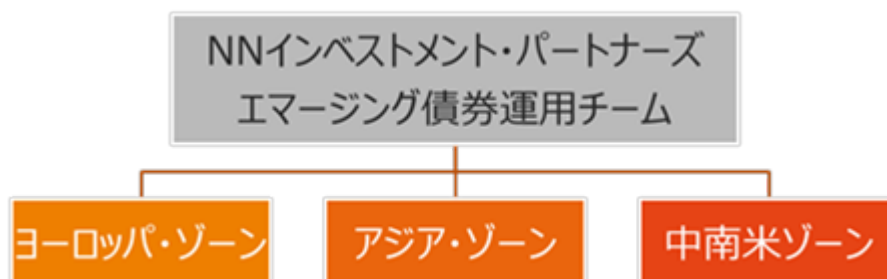 NNインベストメント・パートナーズ
エマージング債券運用チーム
ヨーロッパ・ゾーン
アジア・ゾーン
中南米ゾーン